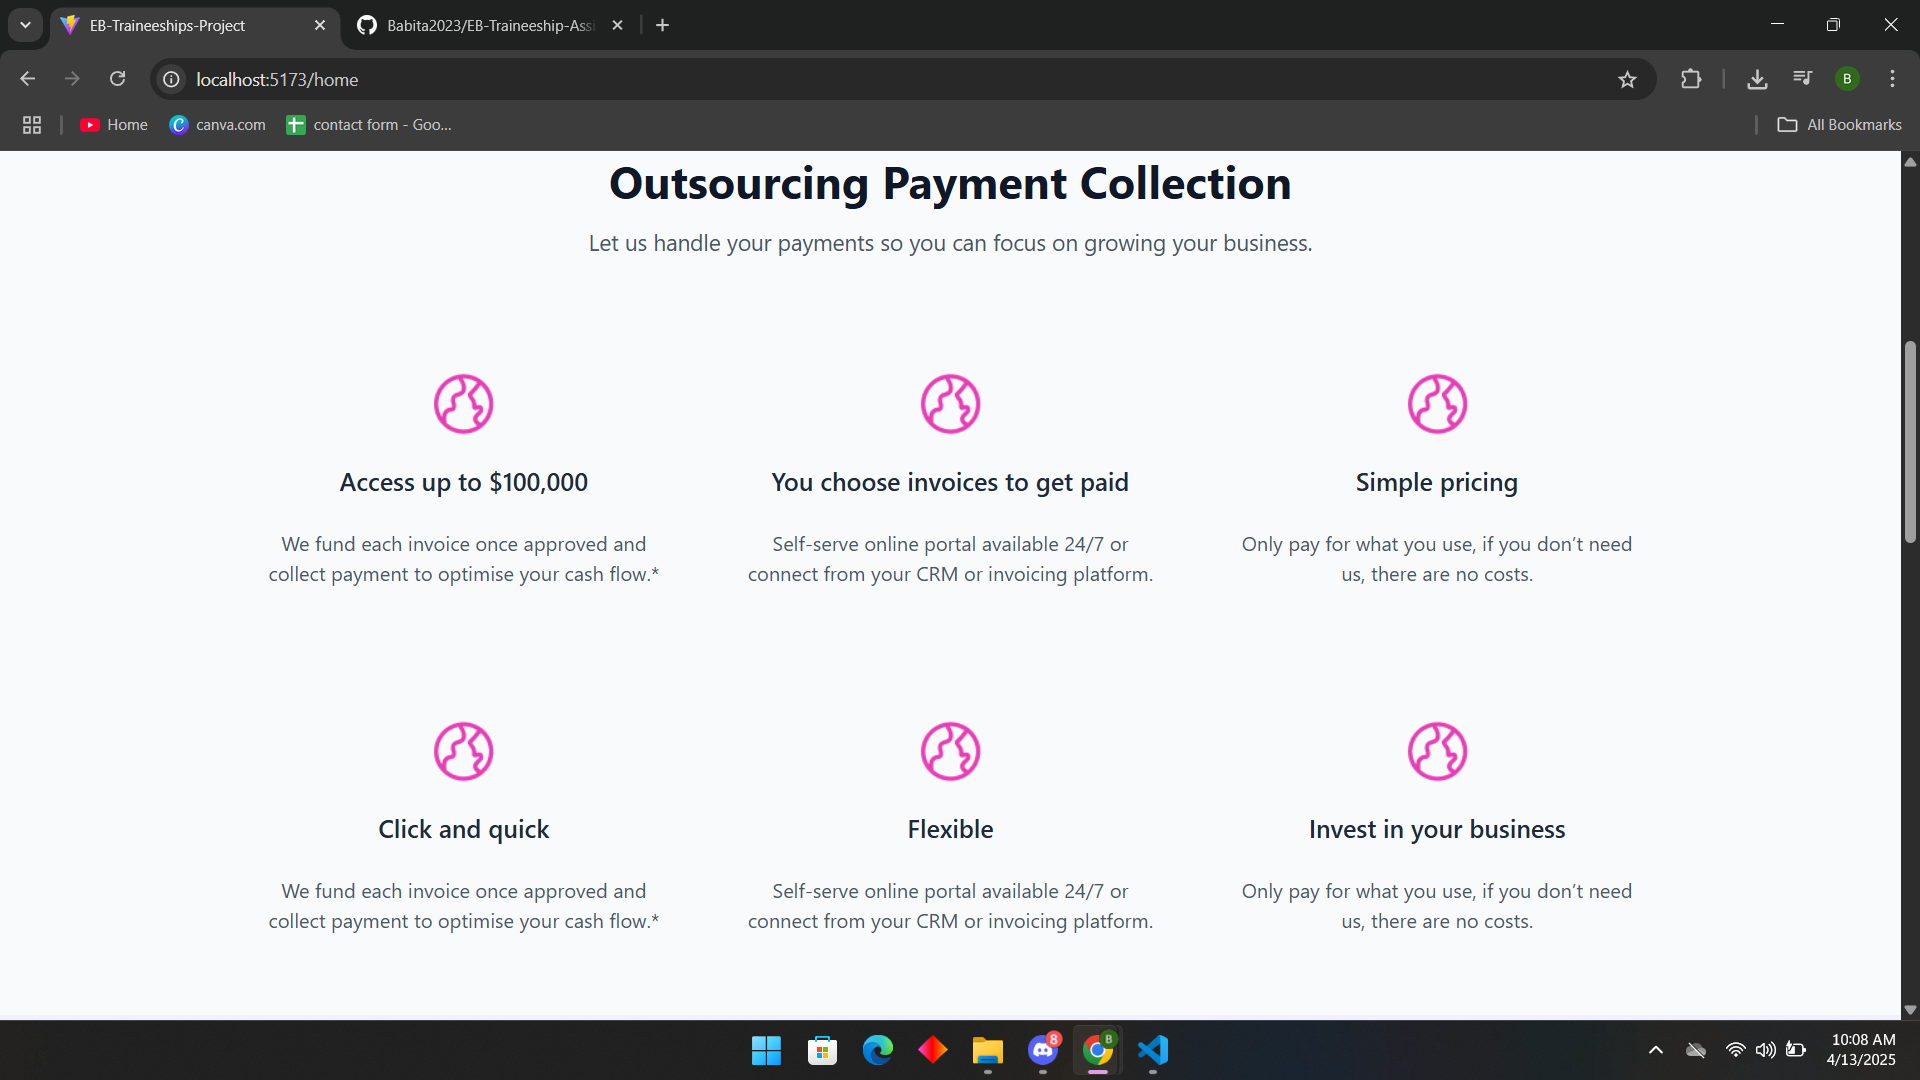 EB-Traineeships-Project
Babita2023/EB-Traineeship-Assi
localhost:5173/home
B
Home
canva.com
contact form - Goo...
All Bookmarks
Outsourcing Payment Collection
Let us handle your payments so you can focus on growing your business.
Access up to $100,000
We fund each invoice once approved and
collect payment to optimise your cash flow.*
You choose invoices to get paid
Self-serve online portal available 24/7 or
connect from your CRM or invoicing platform.
Simple pricing
Only pay for what you use, if you don’t need
us, there are no costs.
Click and quick
We fund each invoice once approved and
collect payment to optimise your cash flow.*
Flexible
Self-serve online portal available 24/7 or
connect from your CRM or invoicing platform.
Invest in your business
Only pay for what you use, if you don’t need
us, there are no costs.
8
B
10:08 AM
4/13/2025